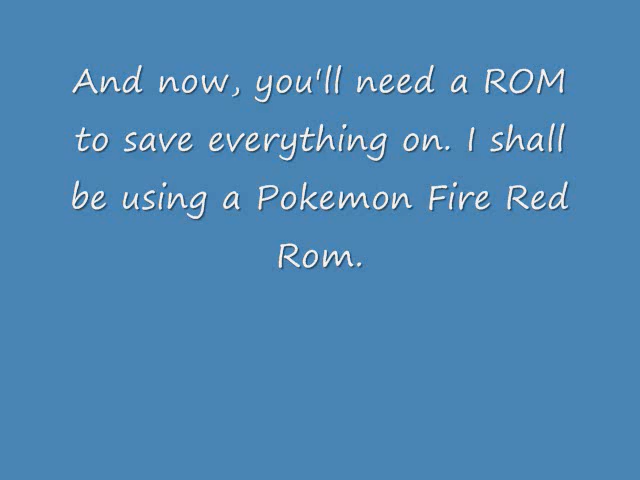 And now, you'll need a ROM
to save everything on. I shall
be using a Pokemon Fire Red
Rom.